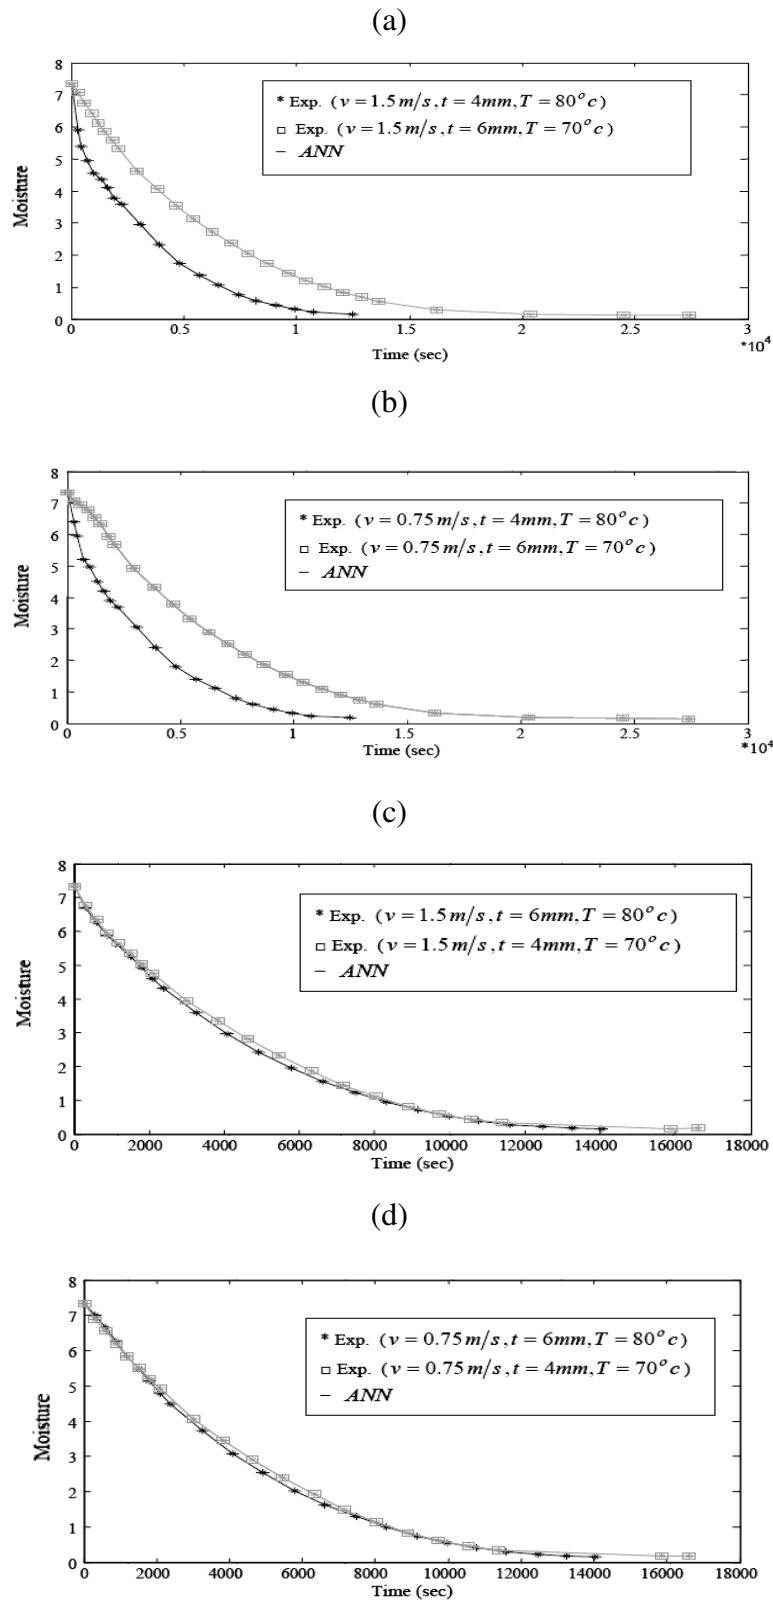 (a)
8
7
6
5
4
3
2
1
0
Moisture
* Exp. (v = 1.5 m/s, t = 4mm, T = 80°c)
□ Exp. (v = 1.5 m/s, t = 6mm, T = 70°c)
– ANN
0 0.5 1 1.5 2 2.5 3
*10^4
Time (sec)
(b)
8
7
6
5
4
3
2
1
0
Moisture
* Exp. (v = 0.75 m/s, t = 4mm, T = 80°c)
□ Exp. (v = 0.75 m/s, t = 6mm, T = 70°c)
– ANN
0 0.5 1 1.5 2 2.5 3
*10^4
Time (sec)
(c)
8
7
6
5
4
3
2
1
0
Moisture
* Exp. (v = 1.5 m/s, t = 6mm, T = 80°c)
□ Exp. (v = 1.5 m/s, t = 4mm, T = 70°c)
– ANN
0 2000 4000 6000 8000 10000 12000 14000 16000 18000
Time (sec)
(d)
8
7
6
5
4
3
2
1
0
Moisture
* Exp. (v = 0.75 m/s, t = 6mm, T = 80°c)
□ Exp. (v = 0.75 m/s, t = 4mm, T = 70°c)
– ANN
0 2000 4000 6000 8000 10000 12000 14000 16000 18000
Time (sec)